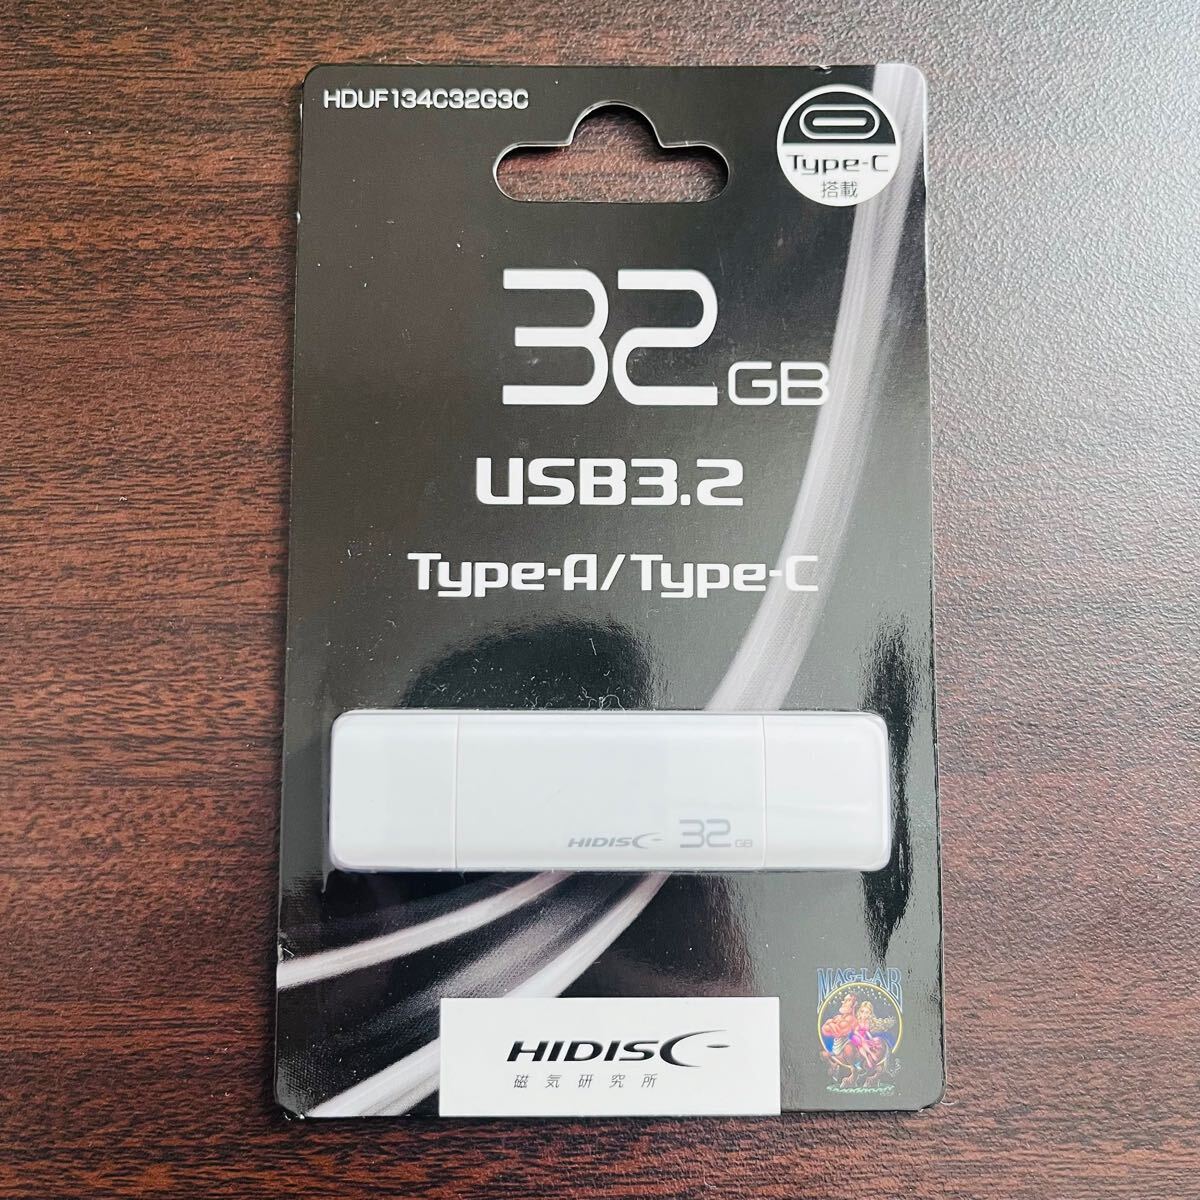 HDUF134C32G3C
Type-C
搭載
32GB
USB3.2
Type-A/Type-C
HIDISC 32GB
MAG-LAB
HIDISC
磁気研究所